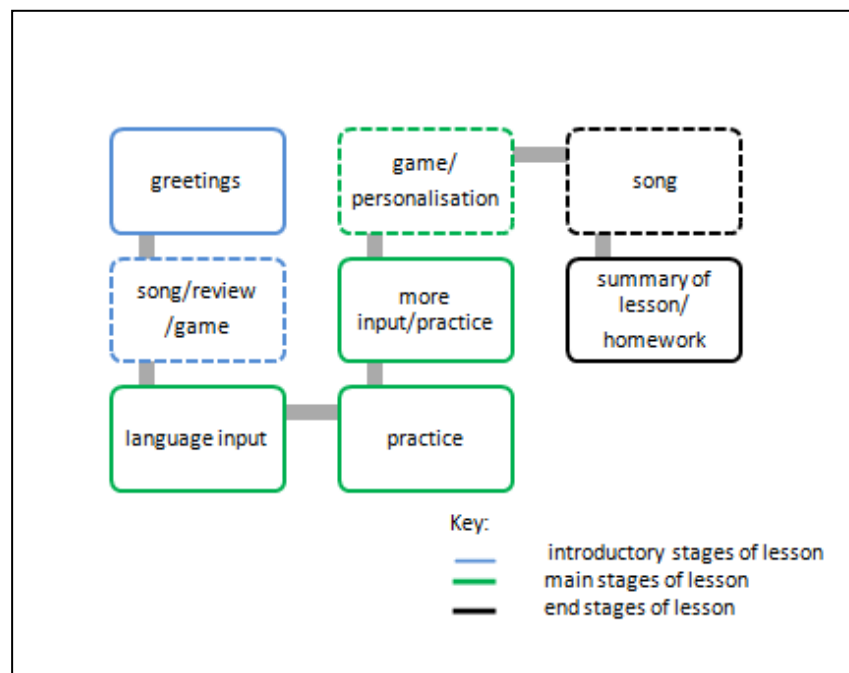 greetings
song/review
/game
language input
practice
more
input/practice
game/
personalisation
song
summary of
lesson/
homework
Key:
introductory stages of lesson
main stages of lesson
end stages of lesson